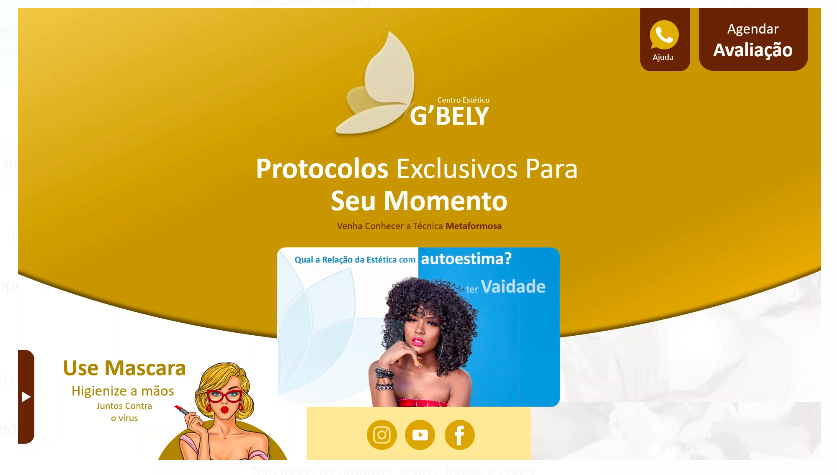 Ajuda
Agendar
Avaliação
Centro Estético
G'BELY
Protocolos Exclusivos Para
Seu Momento
Venha Conhecer a Técnica Metaformosa
Qual a Relação da Estética com autoestima?
ter Vaidade
Use Mascara
Higienize a mãos
Juntos Contra
o vírus